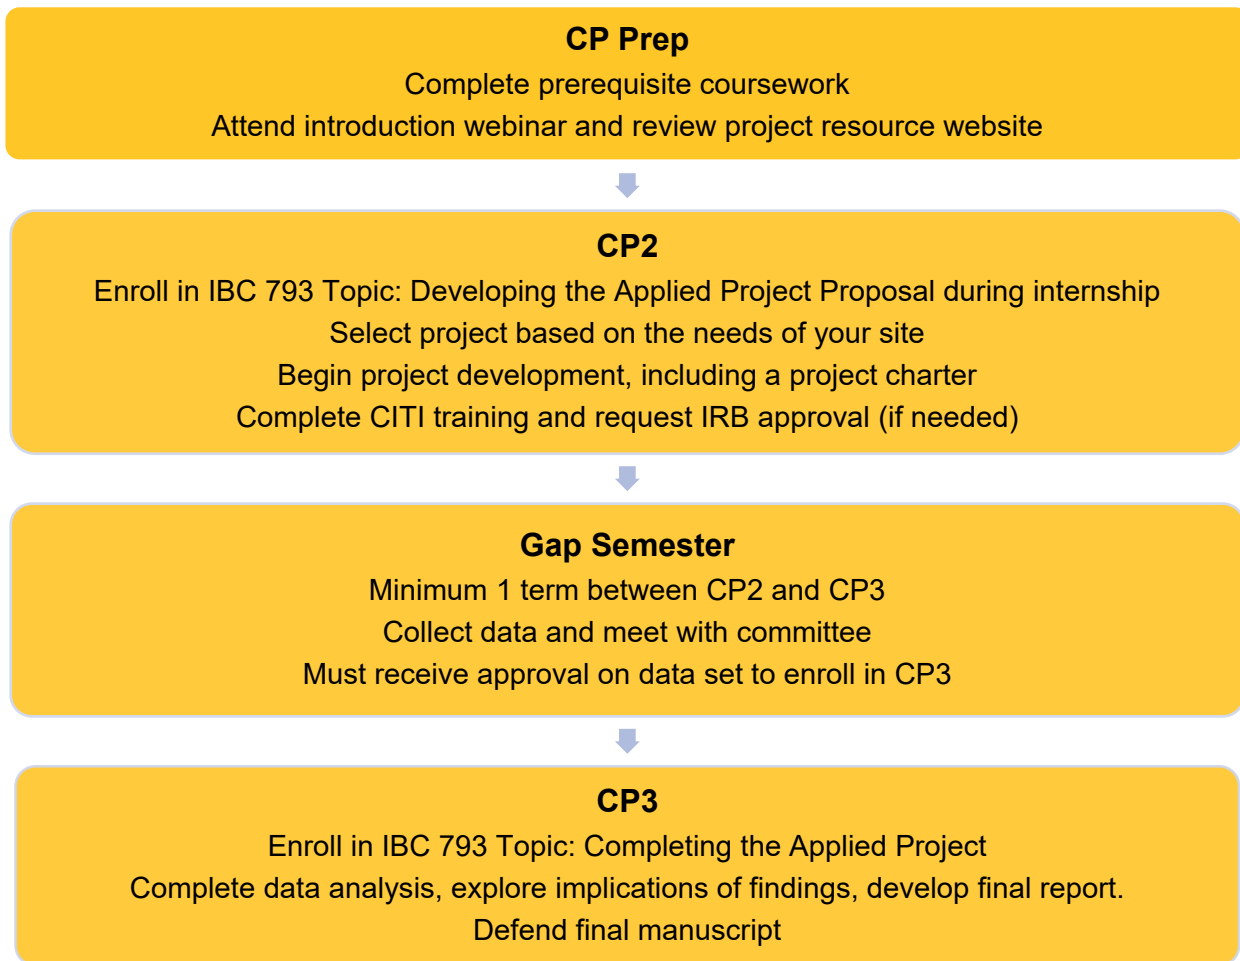 CP Prep
Complete prerequisite coursework
Attend introduction webinar and review project resource website
CP2
Enroll in IBC 793 Topic: Developing the Applied Project Proposal during internship
Select project based on the needs of your site
Begin project development, including a project charter
Complete CITI training and request IRB approval (if needed)
Gap Semester
Minimum 1 term between CP2 and CP3
Collect data and meet with committee
Must receive approval on data set to enroll in CP3
CP3
Enroll in IBC 793 Topic: Completing the Applied Project
Complete data analysis, explore implications of findings, develop final report.
Defend final manuscript